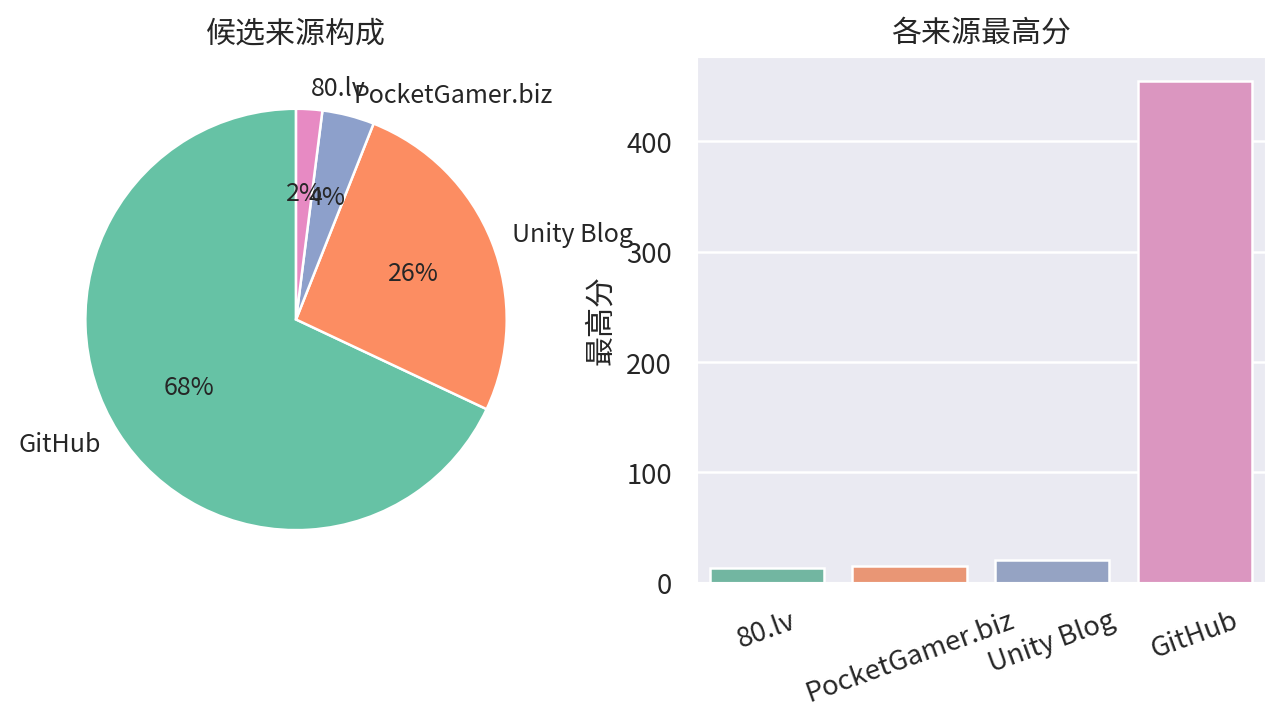 候选来源构成
80.lv
PocketGamer.biz
2%
4%
Unity Blog
26%
68%
GitHub
各来源最高分
最高分
400
300
200
100
0
80.lv
PocketGamer.biz
Unity Blog
GitHub